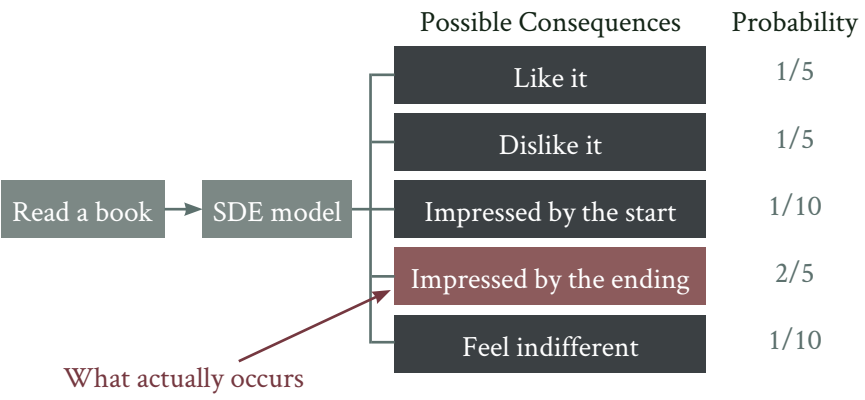 Possible Consequences Probability
Like it 1/5
Dislike it 1/5
Read a book SDE model Impressed by the start 1/10
Impressed by the ending 2/5
Feel indifferent 1/10
What actually occurs